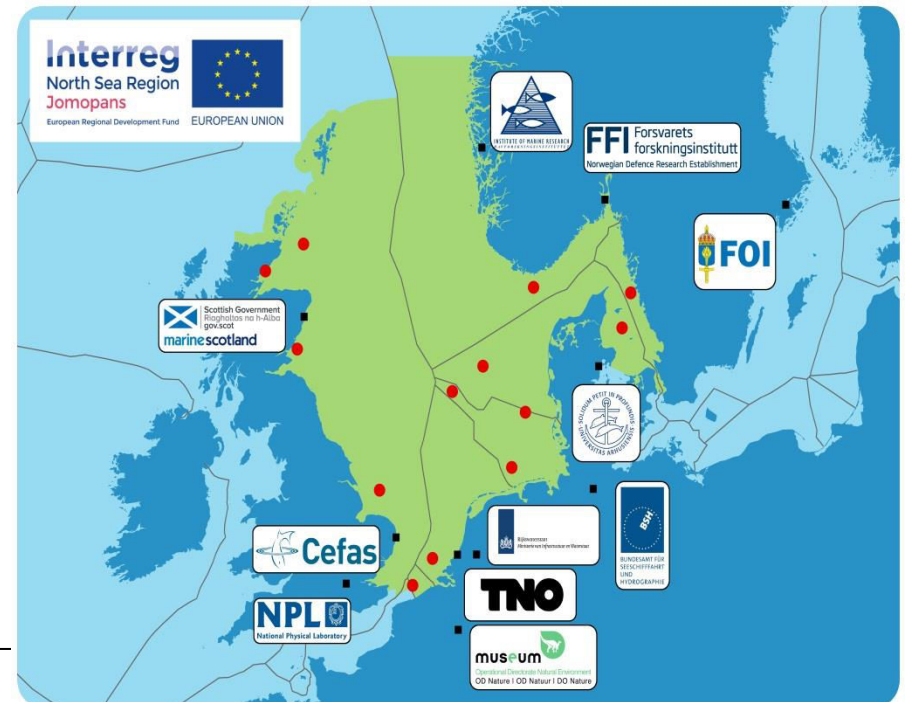 Interreg
North Sea Region
Jomopans
European Regional Development Fund
EUROPEAN UNION
INSTITUTE OF MARINE RESEARCH
FFI Forsvarets
forskningsinstitutt
Norwegian Defence Research Establishment
FOI
Scottish Government
Riaghaltas na h-Alba
gov.scot
marinescotland
SOLIDUM PETIT IN PROFUNDIS
UNIVERSITAS ARHUSIENSIS
Cefas
Rijkswaterstaat
Ministerie van Infrastructuur en Waterstaat
BSH
BUNDESAMT FÜR
SEESCHIFFFAHRT
UND
HYDROGRAPHIE
NPL
National Physical Laboratory
TNO
museum
Operational Directorate Natural Environment
OD Nature I OD Natuur I DO Nature